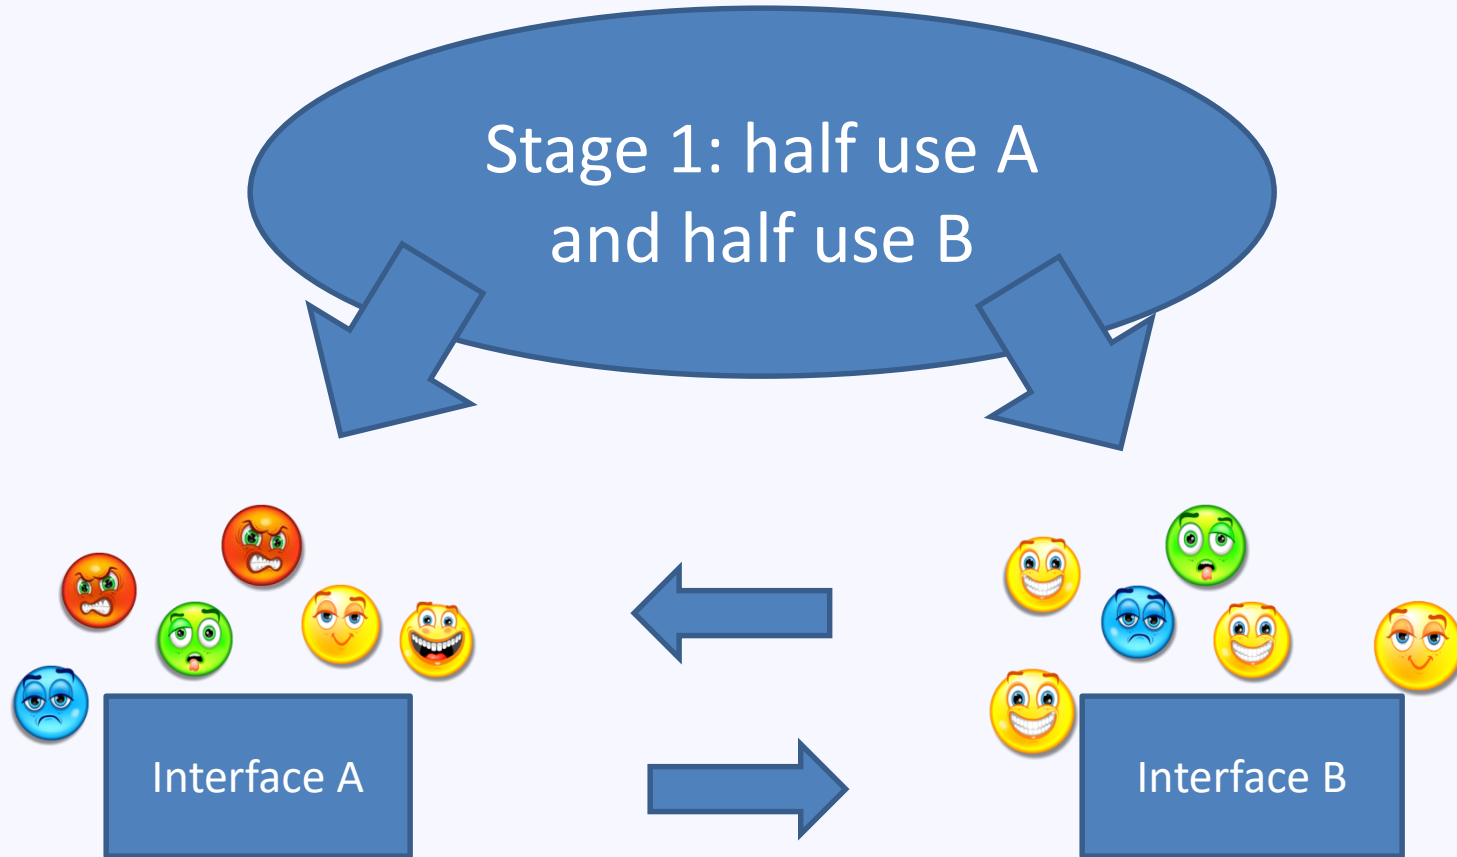 Stage 1: half use A
and half use B
Interface A
Interface B